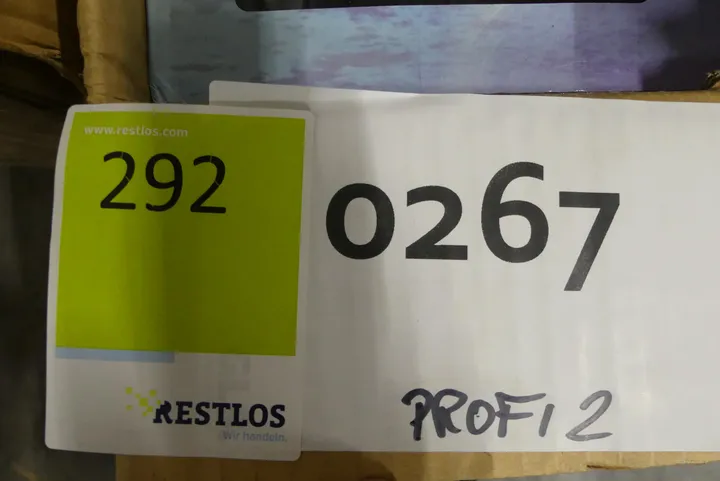 www.restlos.com
292
RESTLOS
Wir handeln.
0267
PROFI 2